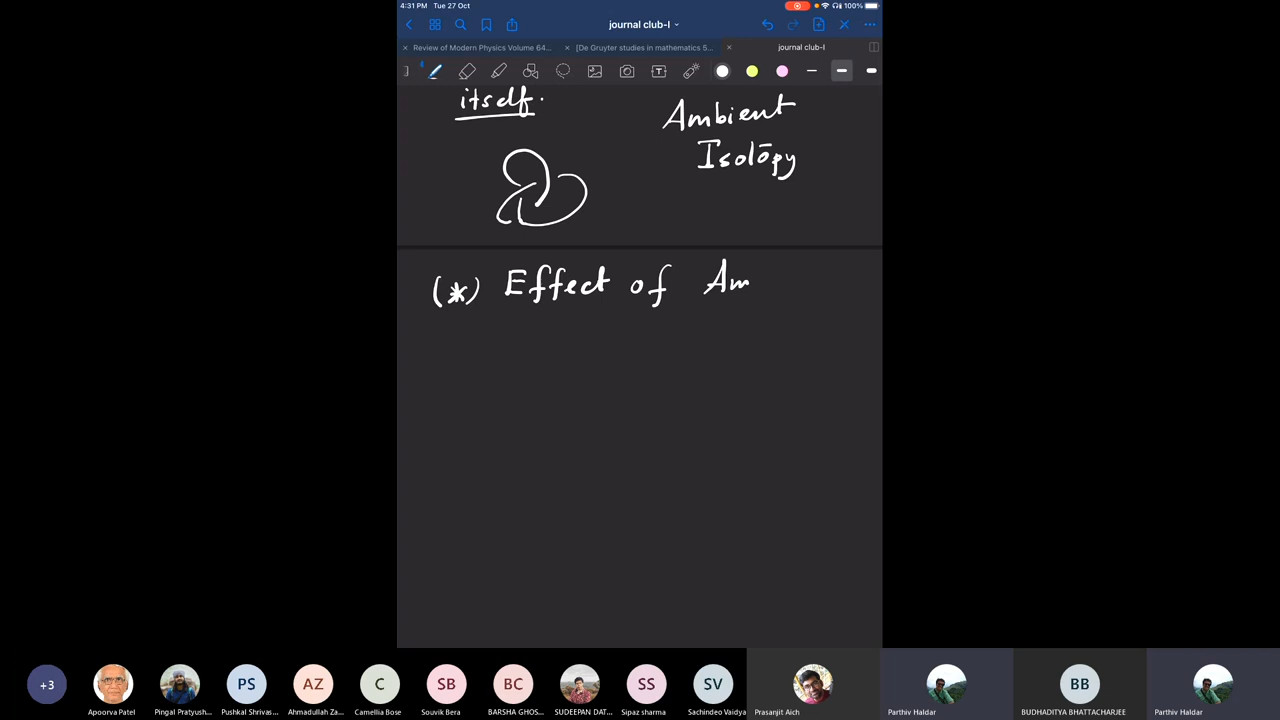 4:31 PM Tue 27 Oct
100%
journal club-I
Review of Modern Physics Volume 64...
[De Gruyter studies in mathematics 5...
journal club-I
itself.
Ambient
Isotopy
(*) Effect of Am
+3
PS
AZ
C
SB
BC
SS
SV
BB
Apoorva Patel
Pingal Pratyush...
Pushkal Shrivas...
Ahmadullah Za...
Camellia Bose
Souvik Bera
BARSHA GHOS...
SUDEEPAN DAT...
Sipaz sharma
Sachindeo Vaidya
Prasanjit Aich
Parthiv Haldar
BUDHADITYA BHATTACHARJEE
Parthiv Haldar